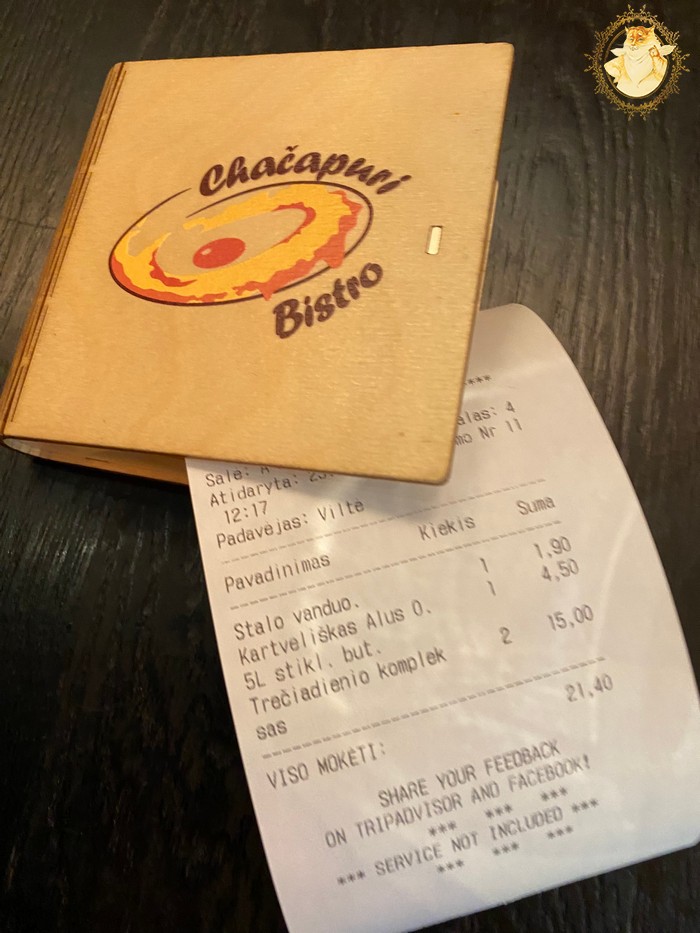 Chačapuri
Bistro
****
alas: 4
mo Nr 11
Sale: A
Atidaryta: 2
12:17
Padavėjas: Viltė
Pavadinimas Kiekis Suma
Stalo vanduo. 1 1,90
Kartveliškas Alus 0. 1 4,50
5L stikl. but.
Trečiadienio komplek 2 15,00
sas
VISO MOKĖTI: 21,40
SHARE YOUR FEEDBACK
ON TRIPADVISOR AND FACEBOOK!
*** *** ***
*** SERVICE NOT INCLUDED ***
*** *** ***